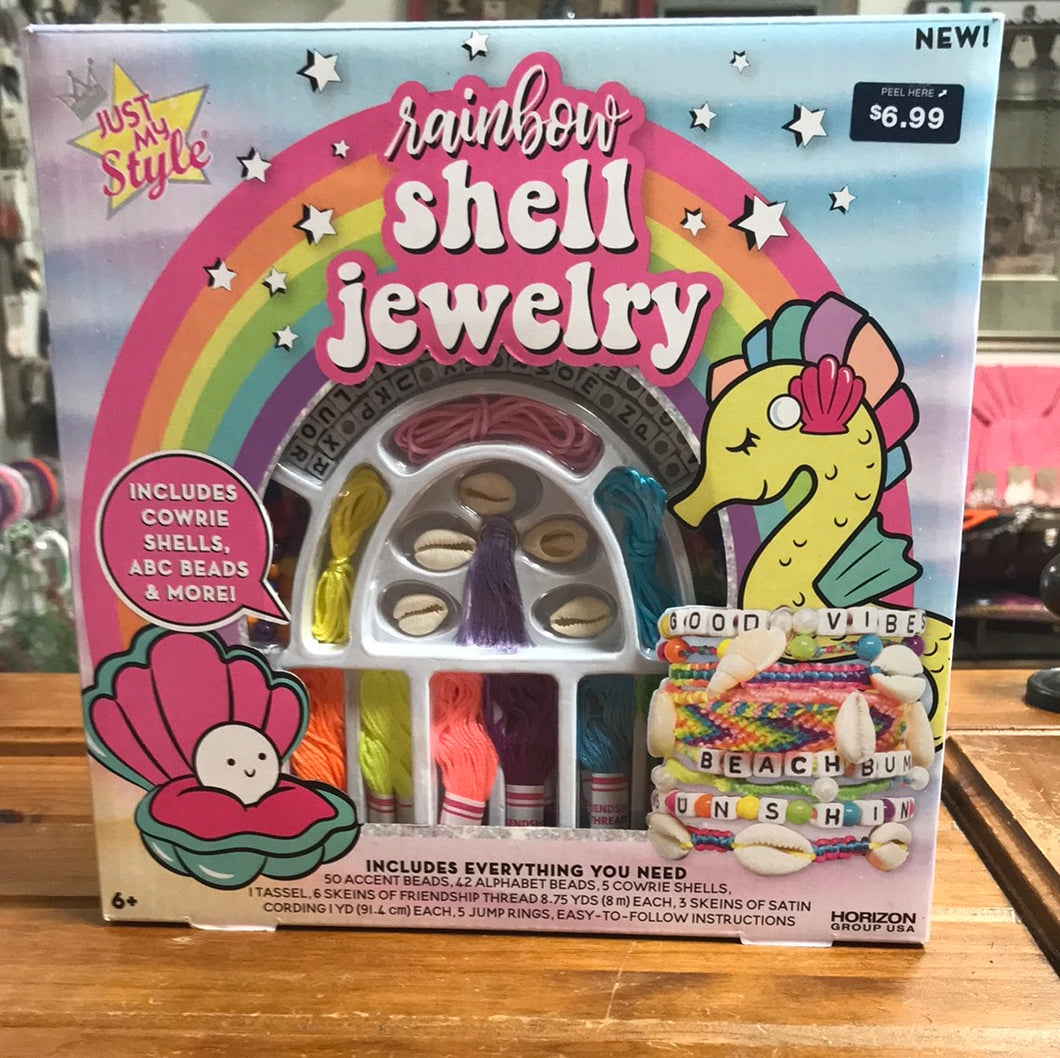 NEW!
JUST
MY
Style
PEEL HERE
$6.99
rainbow
shell
jewelry
INCLUDES
COWRIE
SHELLS,
ABC BEADS
& MORE!
GOOD VIBES
BEACH BUM
UNSHIN
THREAD
INCLUDES EVERYTHING YOU NEED
50 ACCENT BEADS, 42 ALPHABET BEADS, 5 COWRIE SHELLS,
1 TASSEL, 6 SKEINS OF FRIENDSHIP THREAD 8.75 YDS (8 m) EACH, 3 SKEINS OF SATIN
CORDING 1 YD (91.4 cm) EACH, 5 JUMP RINGS, EASY-TO-FOLLOW INSTRUCTIONS
6+
HORIZON
GROUP USA